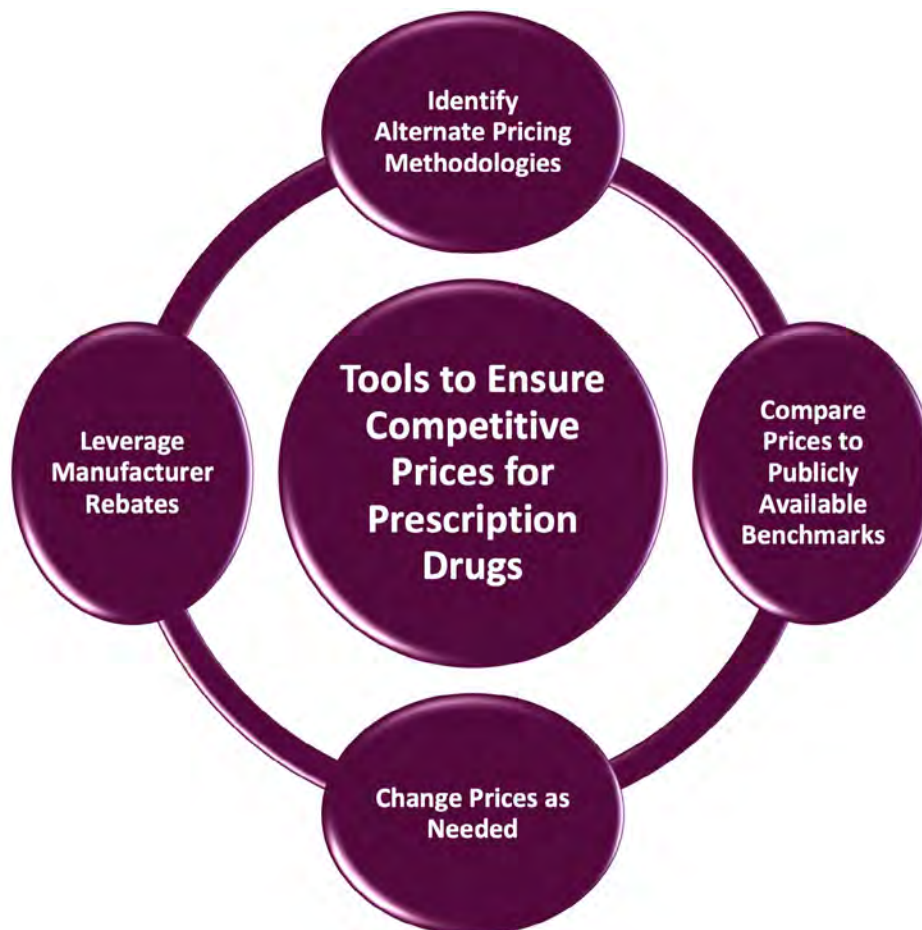 Identify
Alternate Pricing
Methodologies
Tools to Ensure
Competitive
Prices for
Prescription
Drugs
Compare
Prices to
Publicly
Available
Benchmarks
Change Prices as
Needed
Leverage
Manufacturer
Rebates